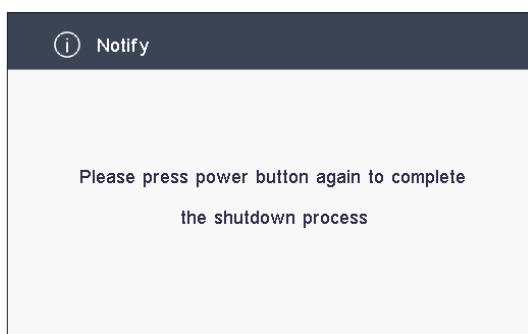 Notify
Please press power button again to complete
the shutdown process